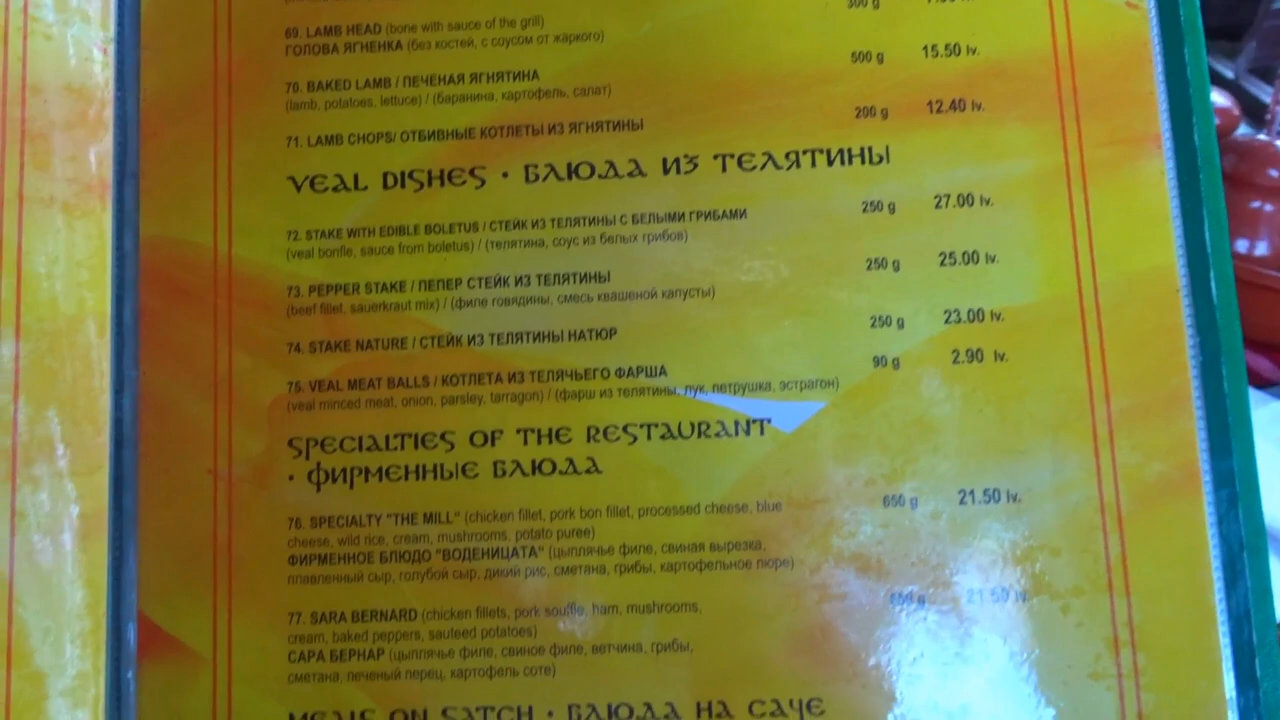 300 g
69. LAMB HEAD (bone with sauce of the grill)
ГОЛОВА ЯГНЕНКА (без костей, с соусом от жаркого)
500 g 15.50 lv.
70. BAKED LAMB / ПЕЧЕНАЯ ЯГНЯТИНА
(lamb, potatoes, lettuce) / (баранина, картофель, салат)
200 g 12.40 lv.
71. LAMB CHOPS/ ОТБИВНЫЕ КОТЛЕТЫ ИЗ ЯГНЯТИНЫ
VEAL DISHES • БЛЮДА ИЗ ТЕЛЯТИНЫ
250 g 27.00 lv.
72. STAKE WITH EDIBLE BOLETUS / СТЕЙК ИЗ ТЕЛЯТИНЫ С БЕЛЫМИ ГРИБАМИ
(veal bonfle, sauce from boletus) / (телятина, соус из белых грибов)
250 g 25.00 lv.
73. PEPPER STAKE / ПЕПЕР СТЕЙК ИЗ ТЕЛЯТИНЫ
(beef fillet, sauerkraut mix) / (филе говядины, смесь квашеной капусты)
250 g 23.00 lv.
74. STAKE NATURE / СТЕЙК ИЗ ТЕЛЯТИНЫ НАТЮР
90 g 2.90 lv.
75. VEAL MEAT BALLS / КОТЛЕТА ИЗ ТЕЛЯЧЬЕГО ФАРША
(veal minced meat, onion, parsley, tarragon) / (фарш из телятины, лук, петрушка, эстрагон)
SPECIALTIES OF THE RESTAURANT
• ФИРМЕННЫЕ БЛЮДА
650 g 21.50 lv.
76. SPECIALTY "THE MILL" (chicken fillet, pork bon fillet, processed cheese, blue
cheese, wild rice, cream, mushrooms, potato puree)
ФИРМЕННОЕ БЛЮДО "ВОДЕНИЦАТА" (цыплячье филе, свиная вырезка,
плавленный сыр, голубой сыр, дикий рис, сметана, грибы, картофельное пюре)
650 g 21.50 lv.
77. SARA BERNARD (chicken fillets, pork souffle, ham, mushrooms,
cream, baked peppers, sauteed potatoes)
САРА БЕРНАР (цыплячье филе, свиное филе, ветчина, грибы,
сметана, печеный перец, картофель соте)
MEALS ON SATCH • БЛЮДА НА САЧЕ